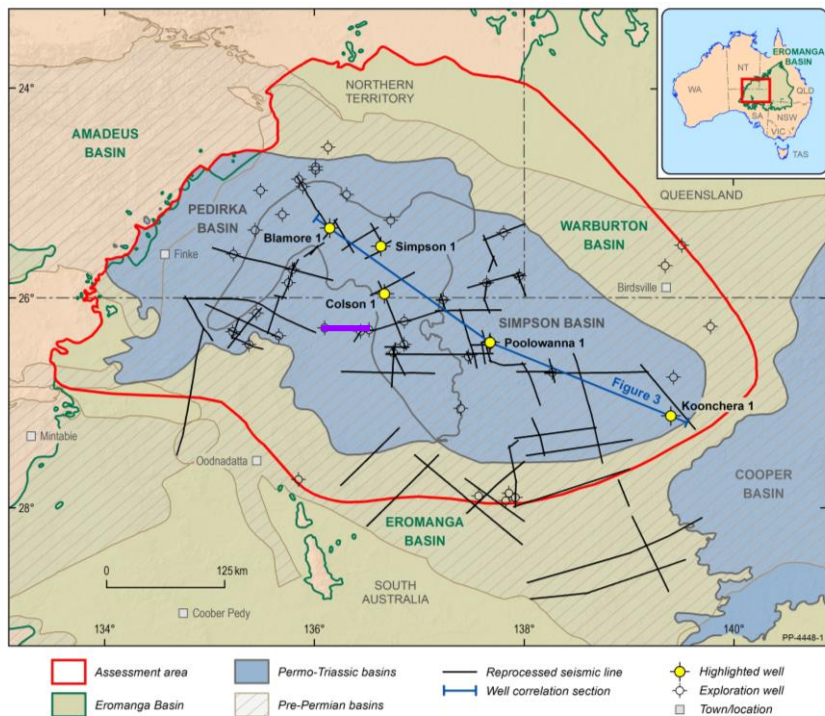 24°
26°
28°
134°
136°
138°
140°
NORTHERN
TERRITORY
AMADEUS
BASIN
PEDIRKA
BASIN
Finke
Blamore 1
Simpson 1
Colson 1
WARBURTON
BASIN
QUEENSLAND
Birdsville
SIMPSON BASIN
Poolowanna 1
Figure 3
Koonchera 1
Mintabie
Oodnadatta
COOPER
BASIN
EROMANGA
BASIN
0
125 km
SOUTH
AUSTRALIA
Coober Pedy
PP-4448-1
EROMANGA
BASIN
NT
WA
QLD
SA
NSW
VIC
TAS
Assessment area
Eromanga Basin
Permo-Triassic basins
Pre-Permian basins
Reprocessed seismic line
Well correlation section
Highlighted well
Exploration well
Town/location